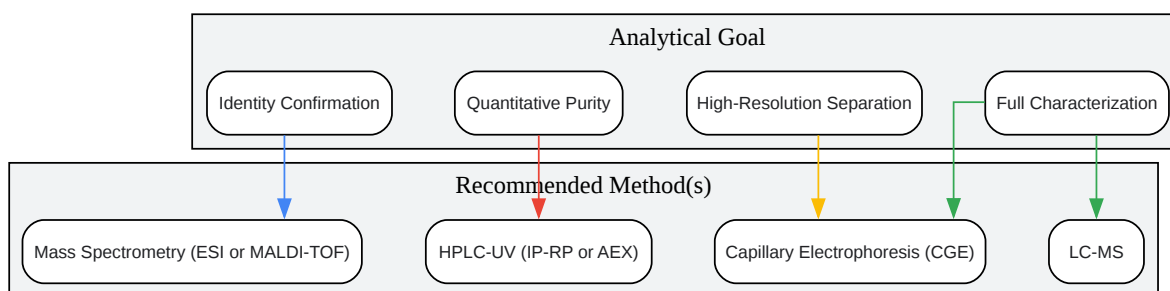 Analytical Goal
Identity Confirmation
Quantitative Purity
High-Resolution Separation
Full Characterization
Recommended Method(s)
Mass Spectrometry (ESI or MALDI-TOF)
HPLC-UV (IP-RP or AEX)
Capillary Electrophoresis (CGE)
LC-MS